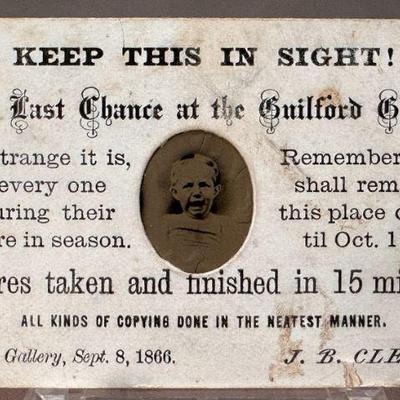 KEEP THIS IN SIGHT!
Last Chance at the Guilford G
trange it is, Remember
every one shall rem
uring their this place
re in season. til Oct. 1
res taken and finished in 15 mi
ALL KINDS OF COPYING DONE IN THE NEATEST MANNER.
Gallery, Sept. 8, 1866. J. B. CLE